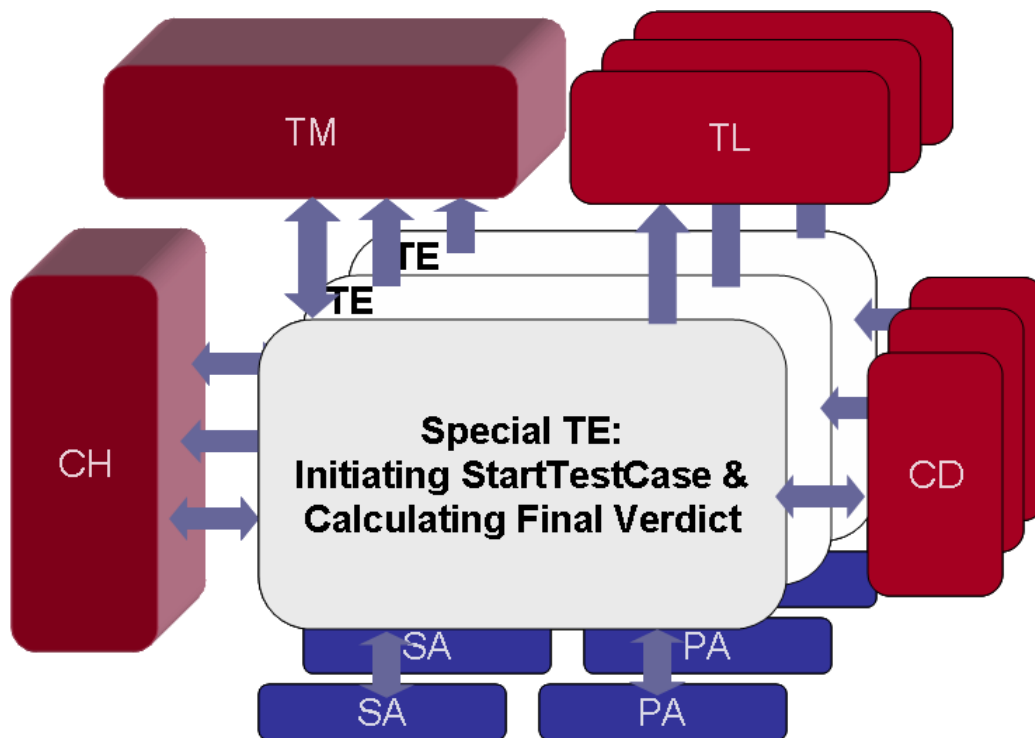 TM
TL
TE
TE
CH
Special TE:
Initiating StartTestCase &
Calculating Final Verdict
CD
SA
PA
SA
PA